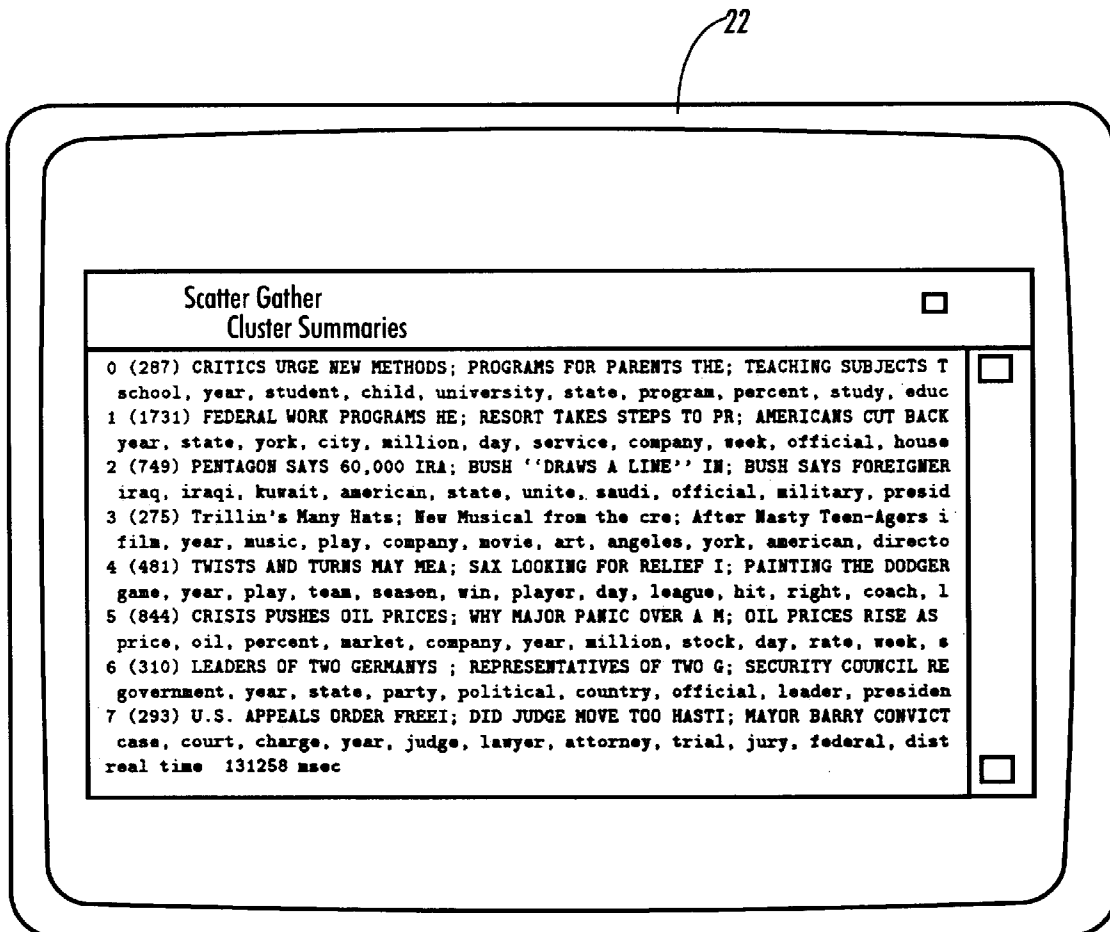 22
Scatter Gather
Cluster Summaries
0 (287) CRITICS URGE NEW METHODS; PROGRAMS FOR PARENTS THE; TEACHING SUBJECTS T
school, year, student, child, university, state, program, percent, study, educ
1 (1731) FEDERAL WORK PROGRAMS HE; RESORT TAKES STEPS TO PR; AMERICANS CUT BACK
year, state, york, city, million, day, service, company, week, official, house
2 (749) PENTAGON SAYS 60,000 IRA; BUSH ‘‘DRAWS A LINE’’ IN; BUSH SAYS FOREIGNER
iraq, iraqi, kuwait, american, state, unite, saudi, official, military, presid
3 (275) Trillin's Many Hats; New Musical from the cre; After Nasty Teen-Agers i
film, year, music, play, company, movie, art, angeles, york, american, directo
4 (481) TWISTS AND TURNS MAY MEA; SAX LOOKING FOR RELIEF I; PAINTING THE DODGER
game, year, play, team, season, win, player, day, league, hit, right, coach, l
5 (844) CRISIS PUSHES OIL PRICES; WHY MAJOR PANIC OVER A M; OIL PRICES RISE AS
price, oil, percent, market, company, year, million, stock, day, rate, week, s
6 (310) LEADERS OF TWO GERMANYS ; REPRESENTATIVES OF TWO G; SECURITY COUNCIL RE
government, year, state, party, political, country, official, leader, presiden
7 (293) U.S. APPEALS ORDER FREEI; DID JUDGE MOVE TOO HASTI; MAYOR BARRY CONVICT
case, court, charge, year, judge, lawyer, attorney, trial, jury, federal, dist
real time 131258 msec